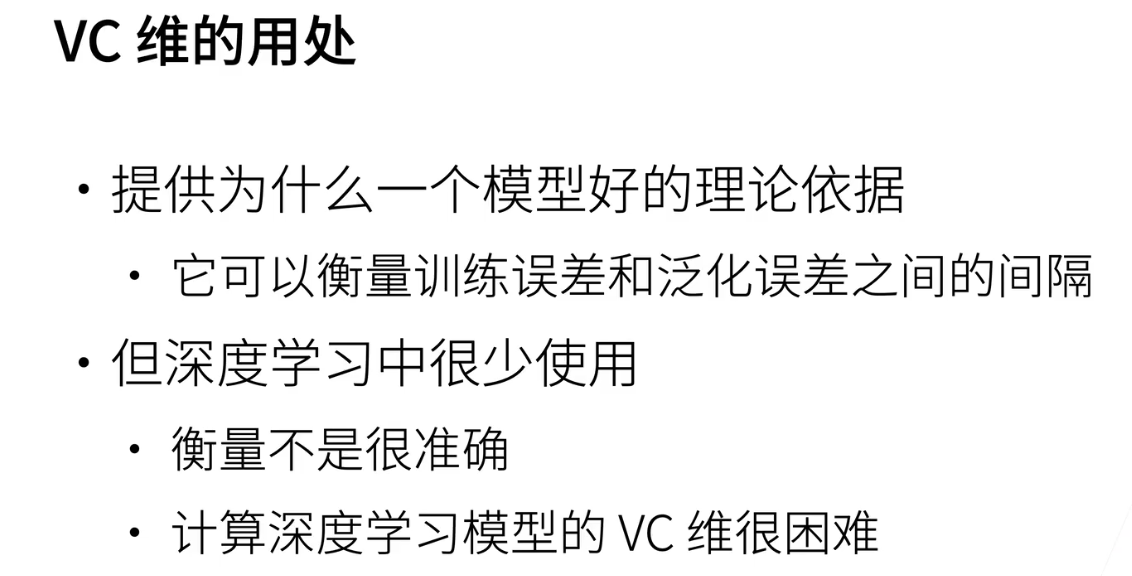 VC 维的用处
• 提供为什么一个模型好的理论依据
• 它可以衡量训练误差和泛化误差之间的间隔
• 但深度学习中很少使用
• 衡量不是很准确
• 计算深度学习模型的 VC 维很困难